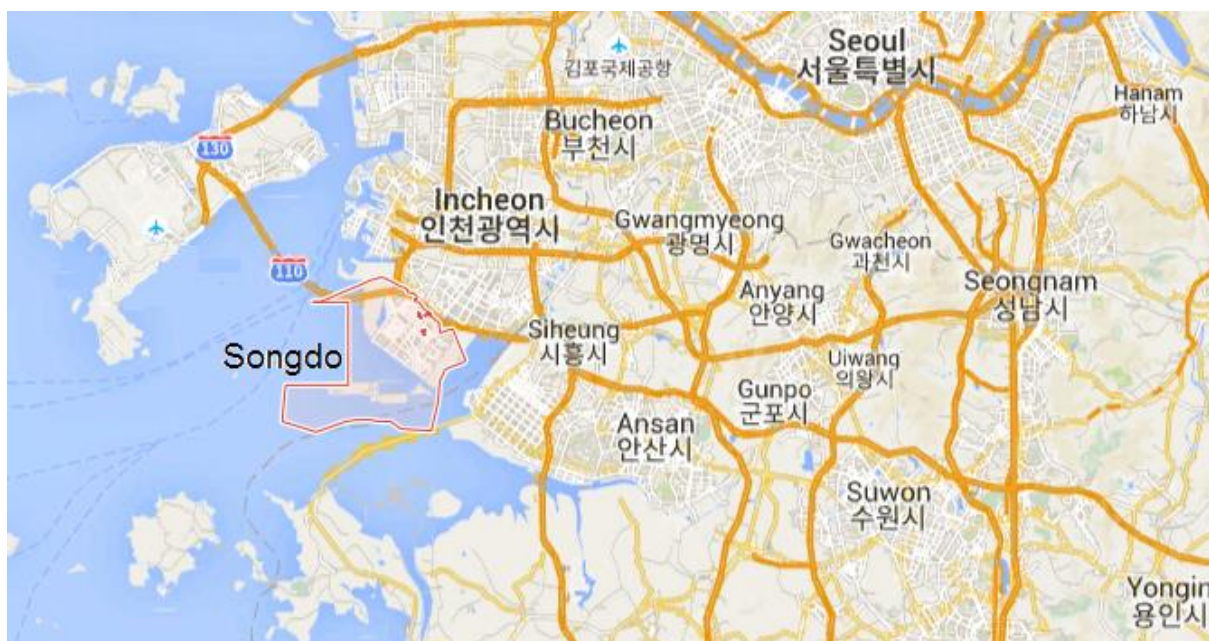 Seoul
서울특별시
김포국제공항
Hanam
하남시
Bucheon
부천시
130
Incheon
인천광역시
Gwangmyeong
광명시
Gwacheon
과천시
110
Seongnam
성남시
Anyang
안양시
Songdo
Siheung
시흥시
Uiwang
의왕시
Gunpo
군포시
Ansan
안산시
Suwon
수원시
Yongin
용인시